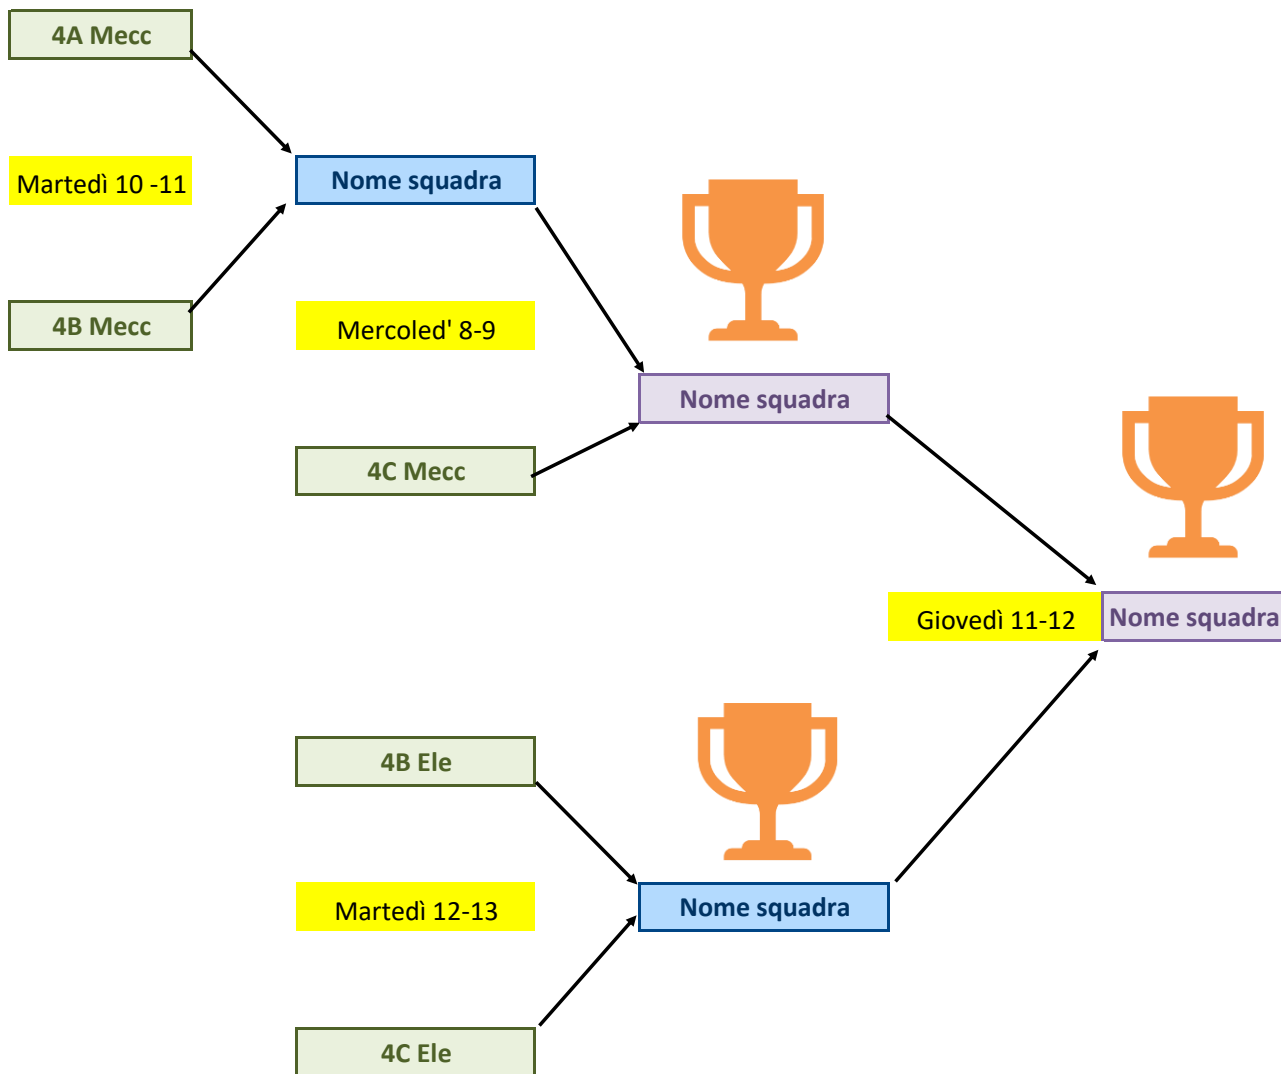 4A Mecc
Martedì 10 -11
Nome squadra
4B Mecc
Mercoled' 8-9
Nome squadra
4C Mecc
Giovedì 11-12
Nome squadra
4B Ele
Martedì 12-13
Nome squadra
4C Ele